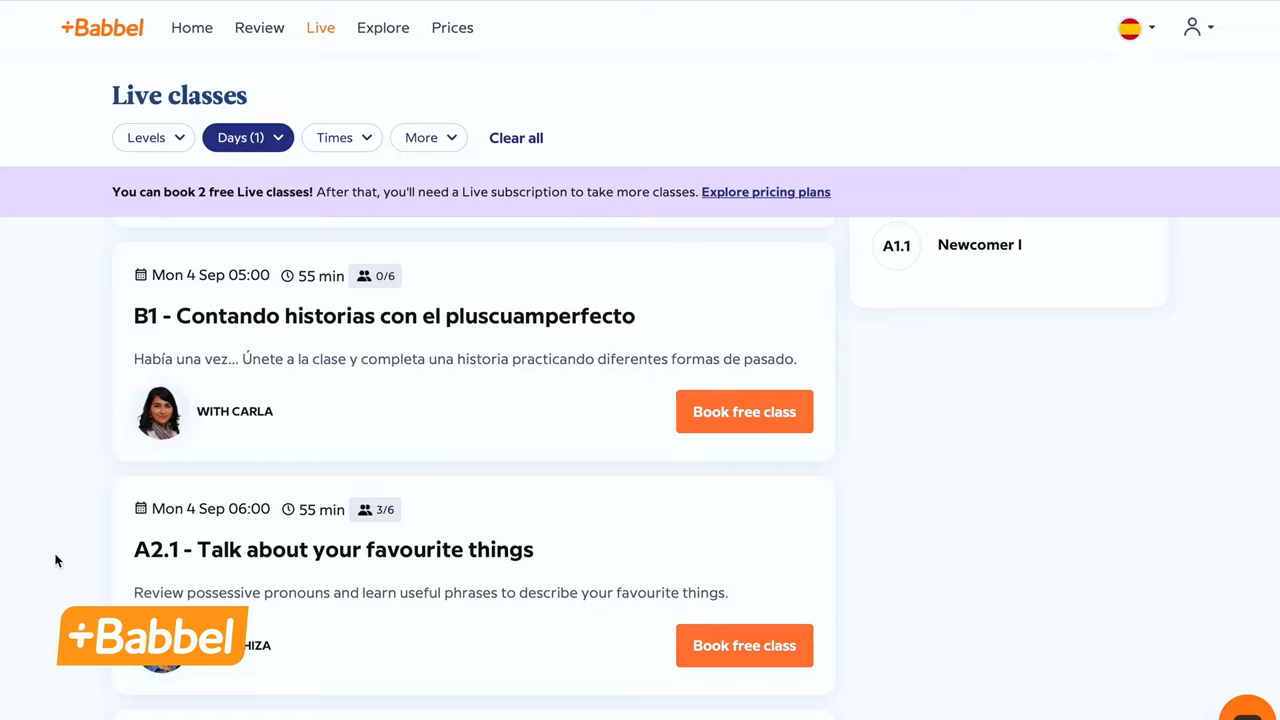 +Babbel Home Review Live Explore Prices
Live classes
Levels Days (1) Times More Clear all
You can book 2 free Live classes! After that, you'll need a Live subscription to take more classes. Explore pricing plans
A1.1 Newcomer I
Mon 4 Sep 05:00 55 min 0/6
B1 - Contando historias con el pluscuamperfecto
Había una vez... Únete a la clase y completa una historia practicando diferentes formas de pasado.
WITH CARLA Book free class
Mon 4 Sep 06:00 55 min 3/6
A2.1 - Talk about your favourite things
Review possessive pronouns and learn useful phrases to describe your favourite things.
+Babbel
Book free class